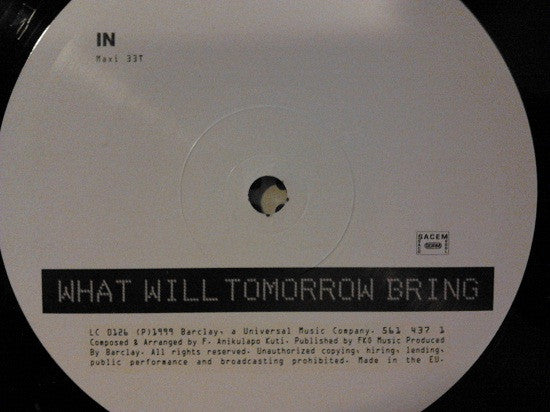 IN
Maxi 33T
SACEM
WHAT WILL TOMORROW BRING
LC 0126 (P)1999 Barclay, a Universal Music Company. 561 437 1
Composed & Arranged by F. Anikulapo Kuti. Published by FKO Music Produced
By Barclay. All rights reserved. Unauthorized copying, hiring, lending,
public performance and broadcasting prohibited. Made in the EU.